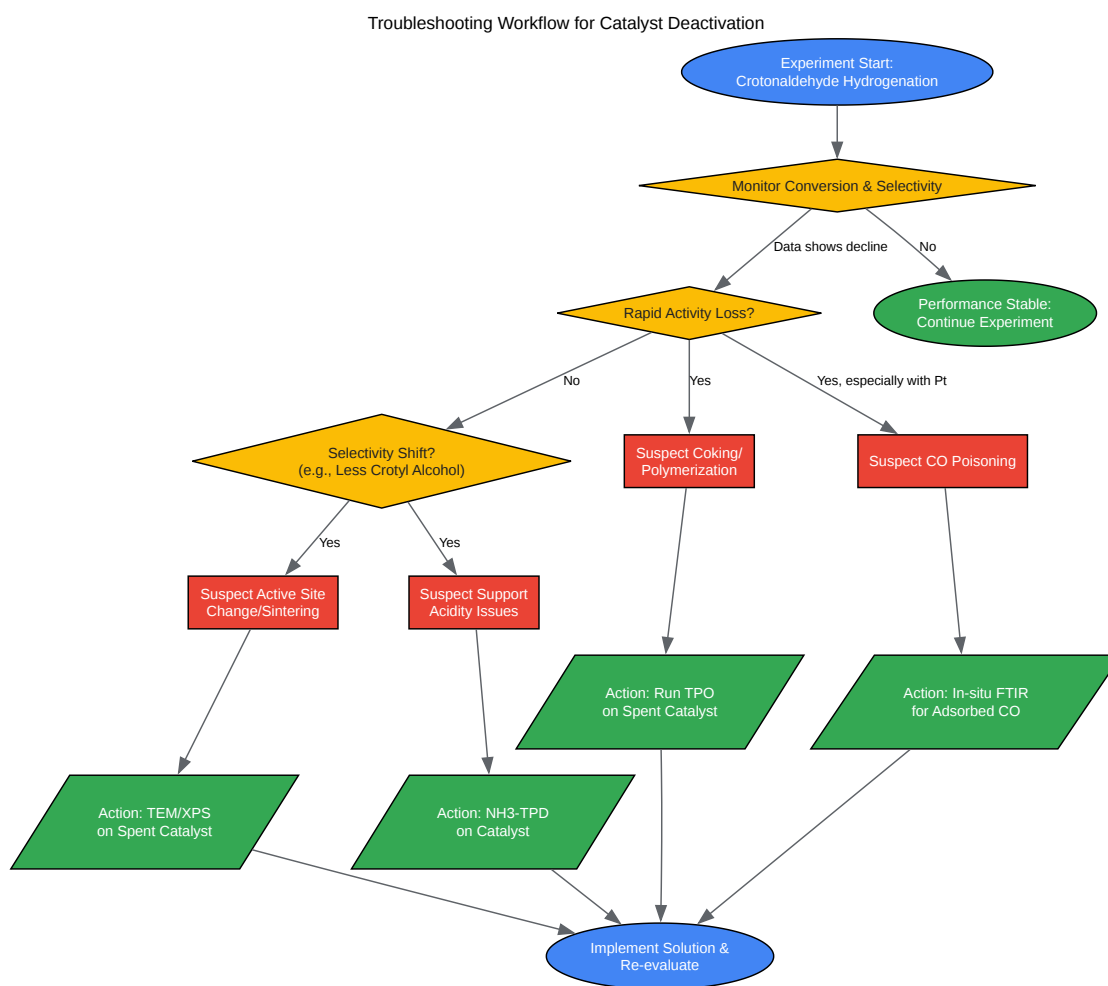 Troubleshooting Workflow for Catalyst Deactivation
Experiment Start:
Crotonaldehyde Hydrogenation
Monitor Conversion & Selectivity
Data shows decline
No
Rapid Activity Loss?
Performance Stable:
Continue Experiment
No
Yes
Yes, especially with Pt
Selectivity Shift?
(e.g., Less Crotyl Alcohol)
Suspect Coking/
Polymerization
Suspect CO Poisoning
Yes
Yes
Suspect Active Site
Change/Sintering
Suspect Support
Acidity Issues
Action: Run TPO
on Spent Catalyst
Action: In-situ FTIR
for Adsorbed CO
Action: TEM/XPS
on Spent Catalyst
Action: NH3-TPD
on Catalyst
Implement Solution &
Re-evaluate